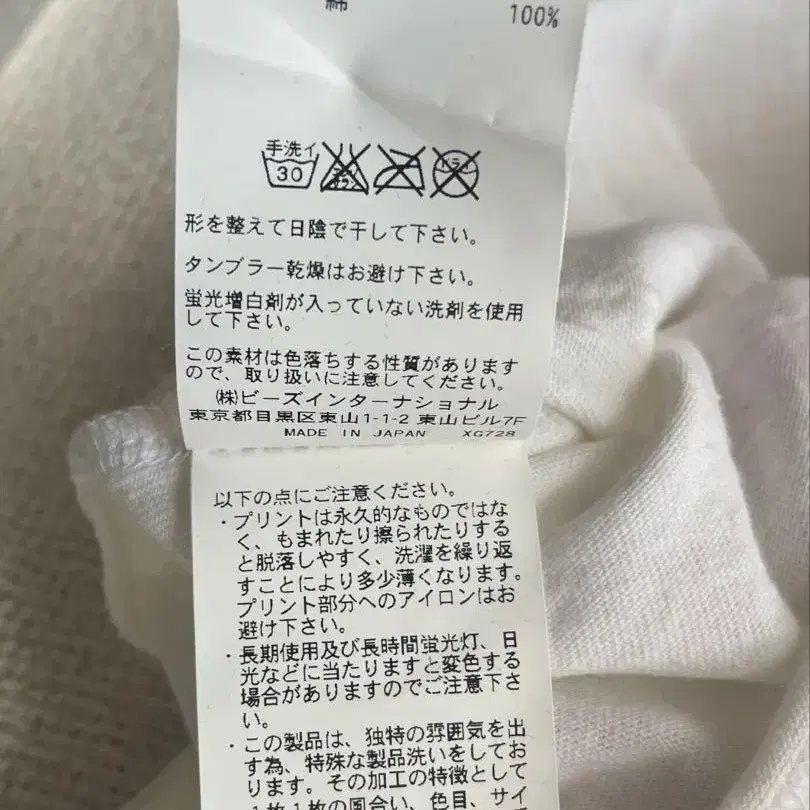 綿 100%
手洗イ
30
ドライ
形を整えて日陰で干して下さい。
タンブラー乾燥はお避け下さい。
蛍光増白剤が入っていない洗剤を使用
して下さい。
この素材は色落ちする性質があります
ので、取り扱いに注意してください。
(株)ビーズインターナショナル
東京都目黒区東山1-1-2 東山ビル7F
MADE IN JAPAN XG728
以下の点にご注意ください。
・プリントは永久的なものではな
く、もまれたり擦られたりする
と脱落しやすく、洗濯を繰り返
すことにより多少薄くなります。
プリント部分へのアイロンはお
避け下さい。
・長期使用及び長時間蛍光灯、日
光などに当たりますと変色する
場合がありますのでご注意下さ
い。
・この製品は、独特の雰囲気を出
す為、特殊な製品洗いをしてお
ります。その加工の特徴として
1枚1枚の風合い、色目、サイ